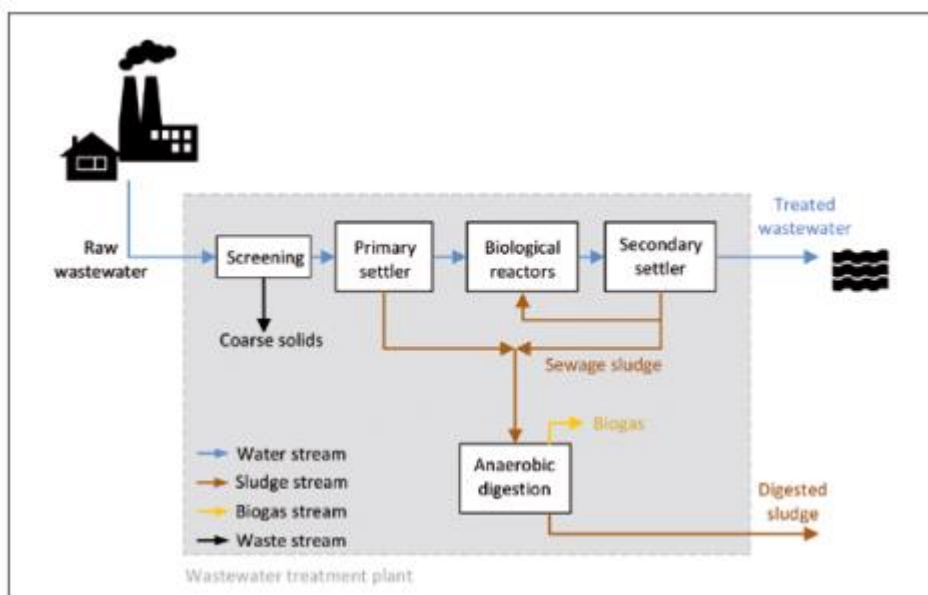 Treated
wastewater
Raw
wastewater
Screening
Primary
settler
Biological
reactors
Secondary
settler
Coarse solids
Sewage sludge
Biogas
Anaerobic
digestion
Water stream
Sludge stream
Biogas stream
Waste stream
Digested
sludge
Wastewater treatment plant